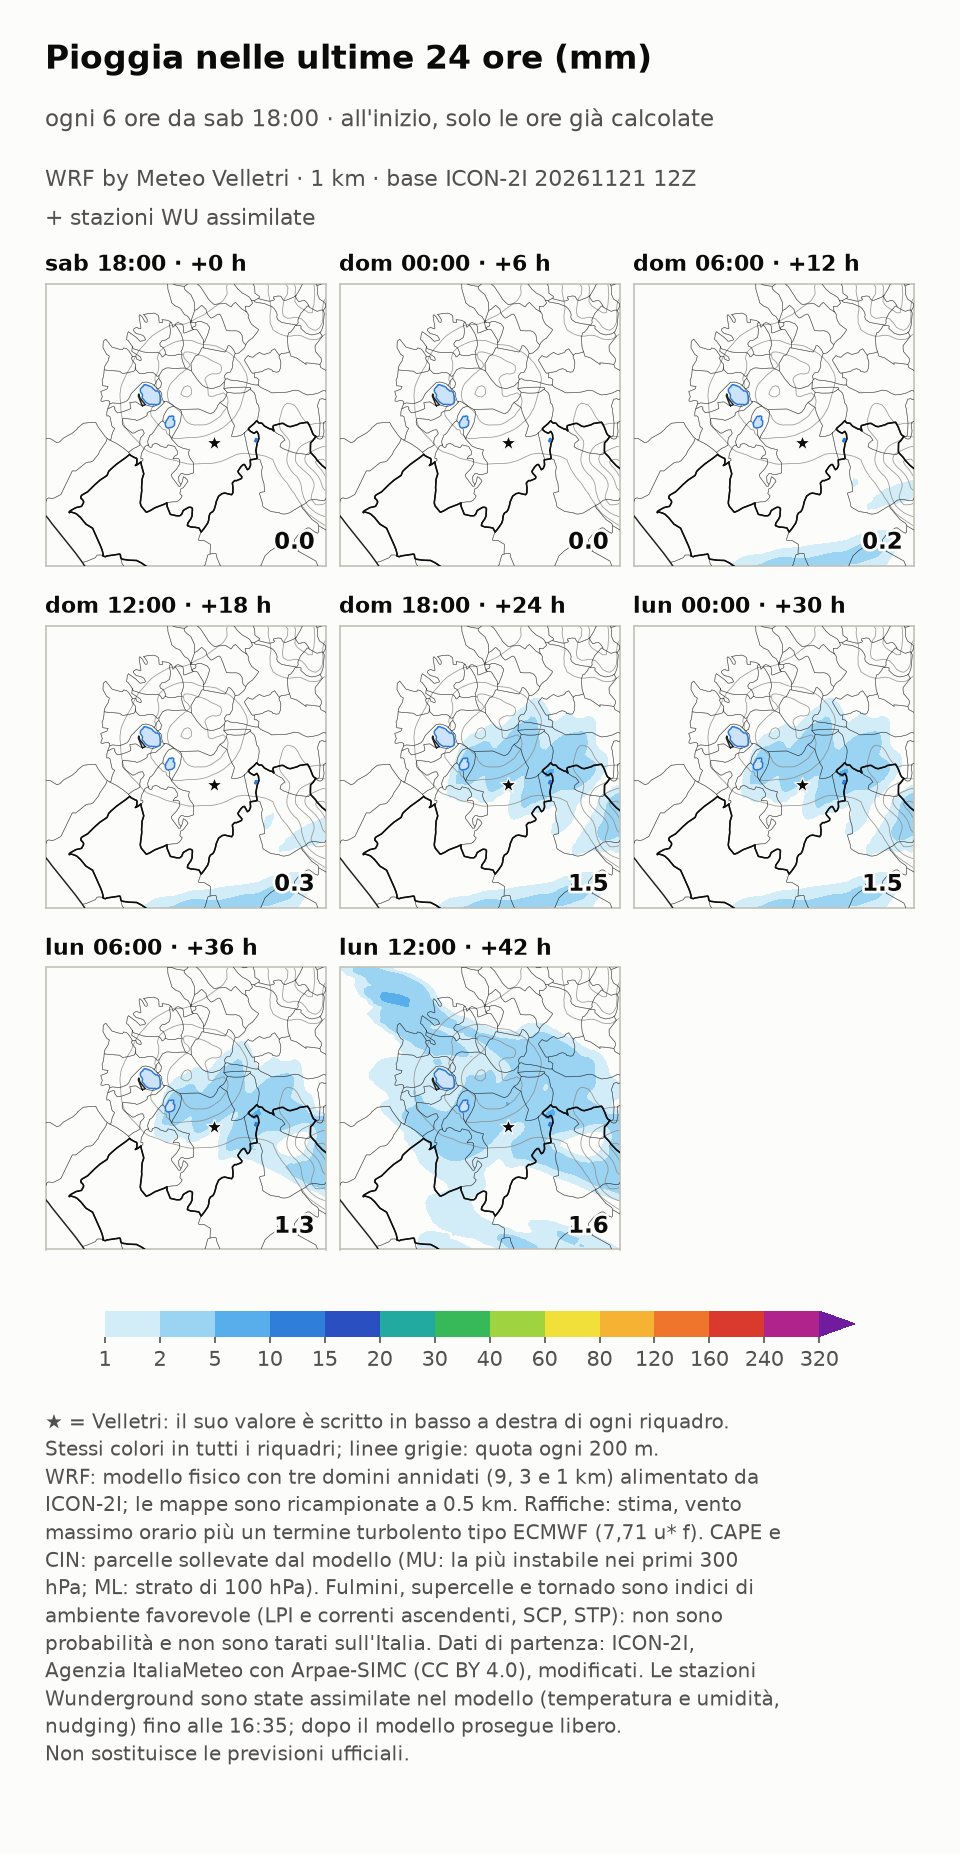 Pioggia nelle ultime 24 ore (mm)
ogni 6 ore da sab 18:00 · all'inizio, solo le ore già calcolate
WRF by Meteo Velletri · 1 km · base ICON-2I 20261121 12Z
+ stazioni WU assimilate
sab 18:00 · +0 h
dom 00:00 · +6 h
dom 06:00 · +12 h
0.0
0.0
0.2
dom 12:00 · +18 h
dom 18:00 · +24 h
lun 00:00 · +30 h
0.3
1.5
1.5
lun 06:00 · +36 h
lun 12:00 · +42 h
1.3
1.6
1 2 5 10 15 20 30 40 60 80 120 160 240 320
★ = Velletri: il suo valore è scritto in basso a destra di ogni riquadro.
Stessi colori in tutti i riquadri; linee grigie: quota ogni 200 m.
WRF: modello fisico con tre domini annidati (9, 3 e 1 km) alimentato da
ICON-2I; le mappe sono ricampionate a 0.5 km. Raffiche: stima, vento
massimo orario più un termine turbolento tipo ECMWF (7,71 u* f). CAPE e
CIN: parcelle sollevate dal modello (MU: la più instabile nei primi 300
hPa; ML: strato di 100 hPa). Fulmini, supercelle e tornado sono indici di
ambiente favorevole (LPI e correnti ascendenti, SCP, STP): non sono
probabilità e non sono tarati sull'Italia. Dati di partenza: ICON-2I,
Agenzia ItaliaMeteo con Arpae-SIMC (CC BY 4.0), modificati. Le stazioni
Wunderground sono state assimilate nel modello (temperatura e umidità,
nudging) fino alle 16:35; dopo il modello prosegue libero.
Non sostituisce le previsioni ufficiali.